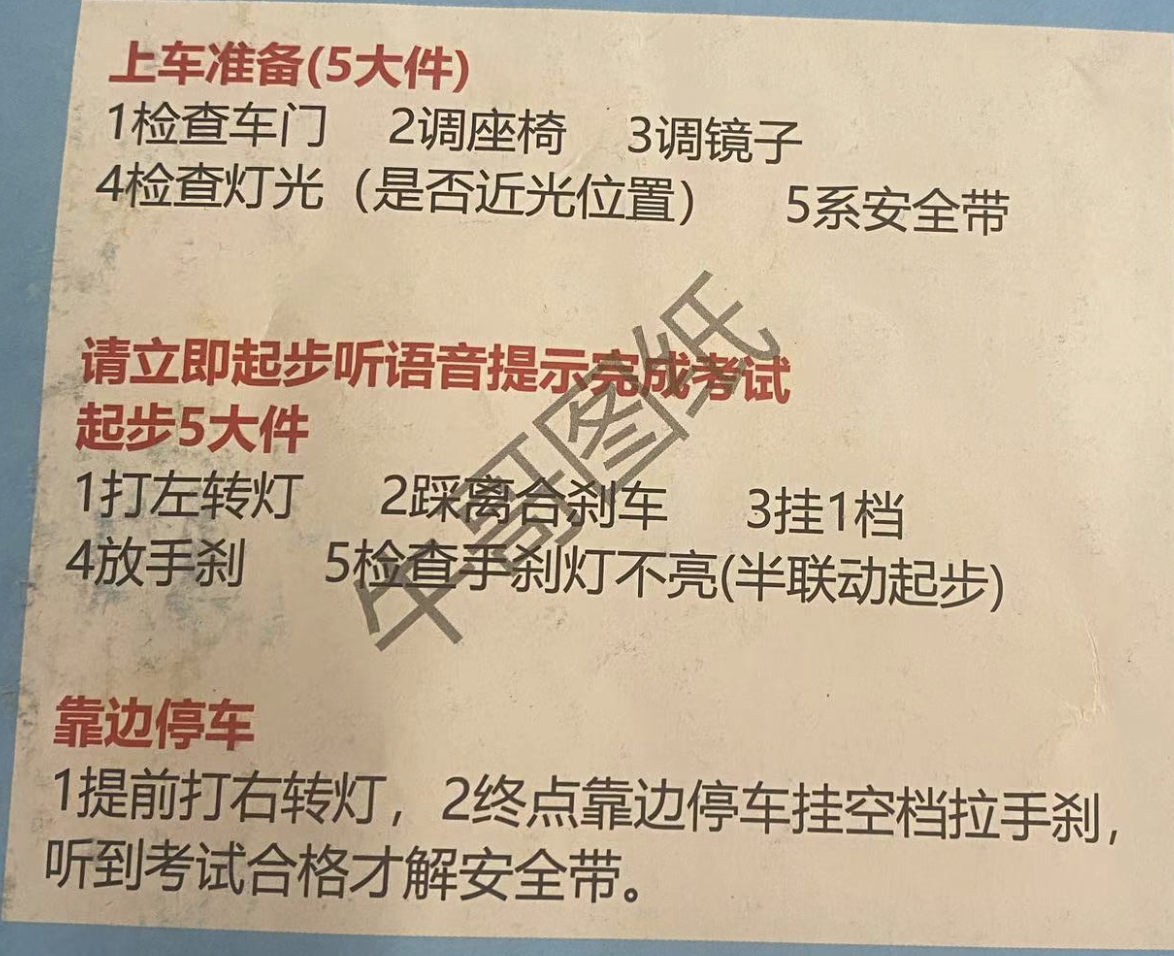 上车准备(5大件)
1检查车门 2调座椅 3调镜子
4检查灯光（是否近光位置） 5系安全带
请立即起步听语音提示完成考试
起步5大件
1打左转灯 2踩离合刹车 3挂1档
4放手刹 5检查手刹灯不亮(半联动起步)
牛哥图纸
靠边停车
1提前打右转灯，2终点靠边停车挂空档拉手刹，
听到考试合格才解安全带。